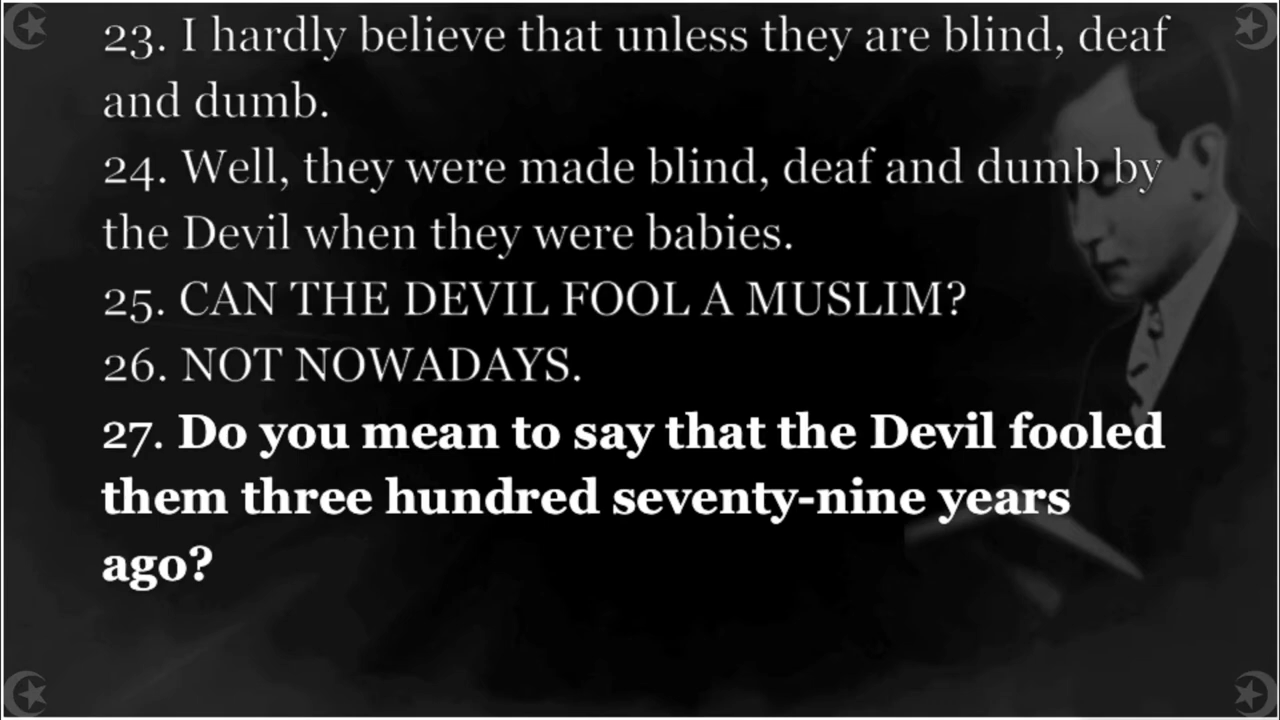 23. I hardly believe that unless they are blind, deaf
and dumb.
24. Well, they were made blind, deaf and dumb by
the Devil when they were babies.
25. CAN THE DEVIL FOOL A MUSLIM?
26. NOT NOWADAYS.
27. Do you mean to say that the Devil fooled
them three hundred seventy-nine years
ago?